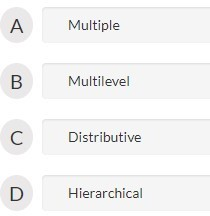 A Multiple
B Multilevel
C Distributive
D Hierarchical